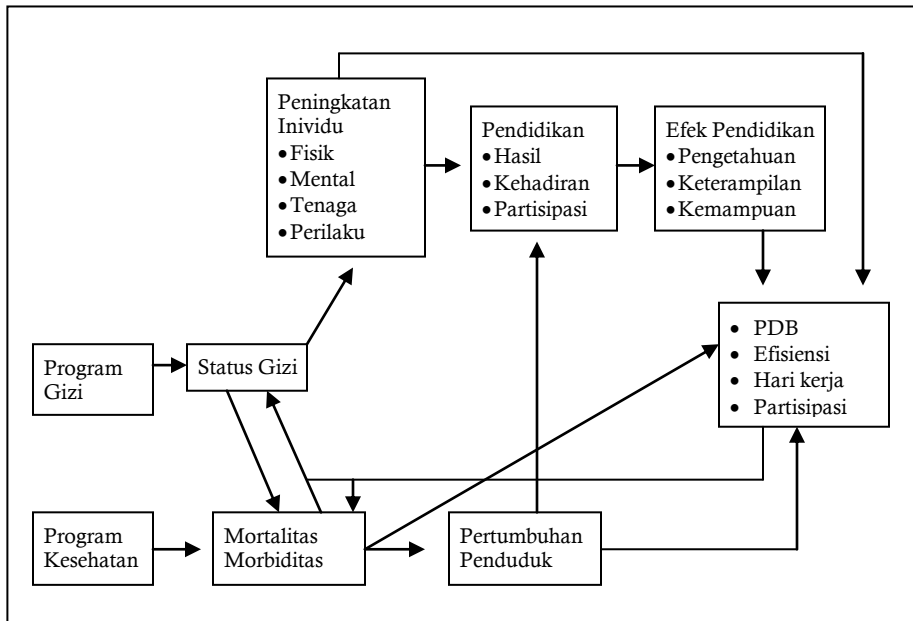 Peningkatan
Inividu
•Fisik
•Mental
•Tenaga
•Perilaku
Pendidikan
•Hasil
•Kehadiran
•Partisipasi
Efek Pendidikan
•Pengetahuan
•Keterampilan
•Kemampuan
Program
Gizi
Status Gizi
• PDB
• Efisiensi
• Hari kerja
• Partisipasi
Program
Kesehatan
Mortalitas
Morbiditas
Pertumbuhan
Penduduk